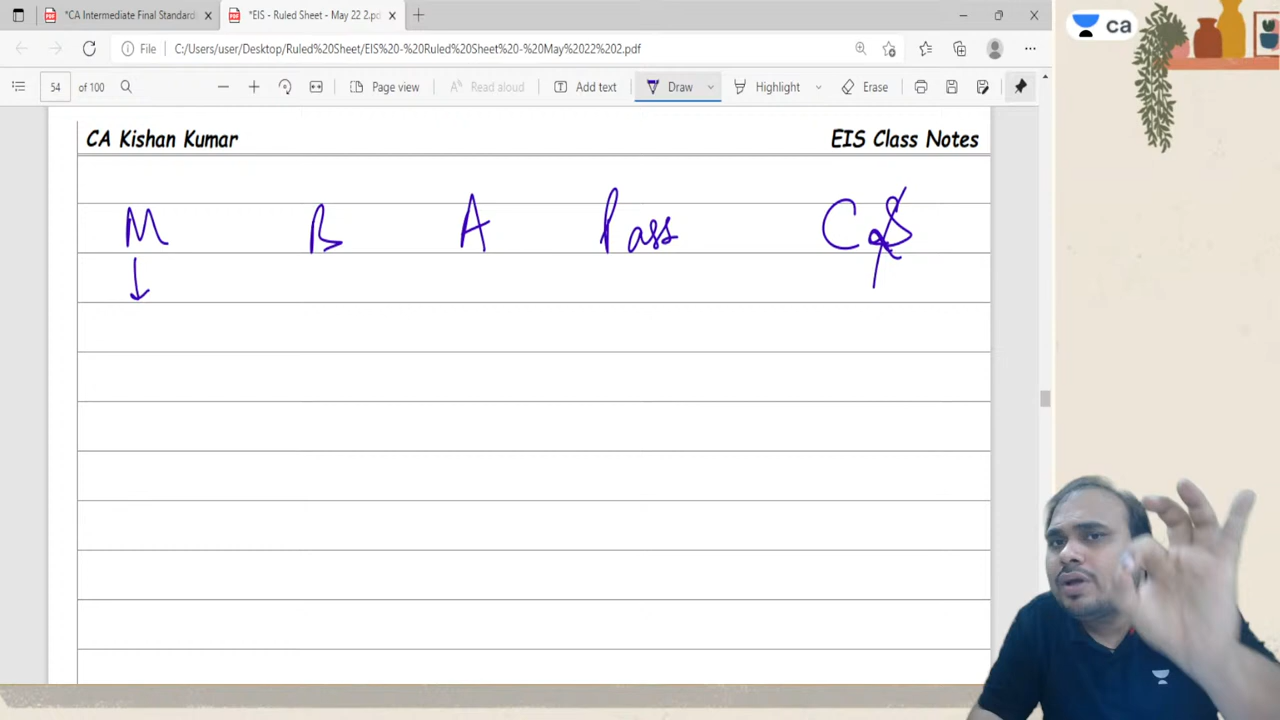 *CA Intermediate Final Standard
*EIS - Ruled Sheet - May 22 2.pd
File
C:/Users/user/Desktop/Ruled%20Sheet/EIS%20-%20Ruled%20Sheet%20-%20May%2022%202.pdf
54 of 100
Page view
Read aloud
Add text
Draw
Highlight
Erase
ca
CA Kishan Kumar
EIS Class Notes
M B A Pass